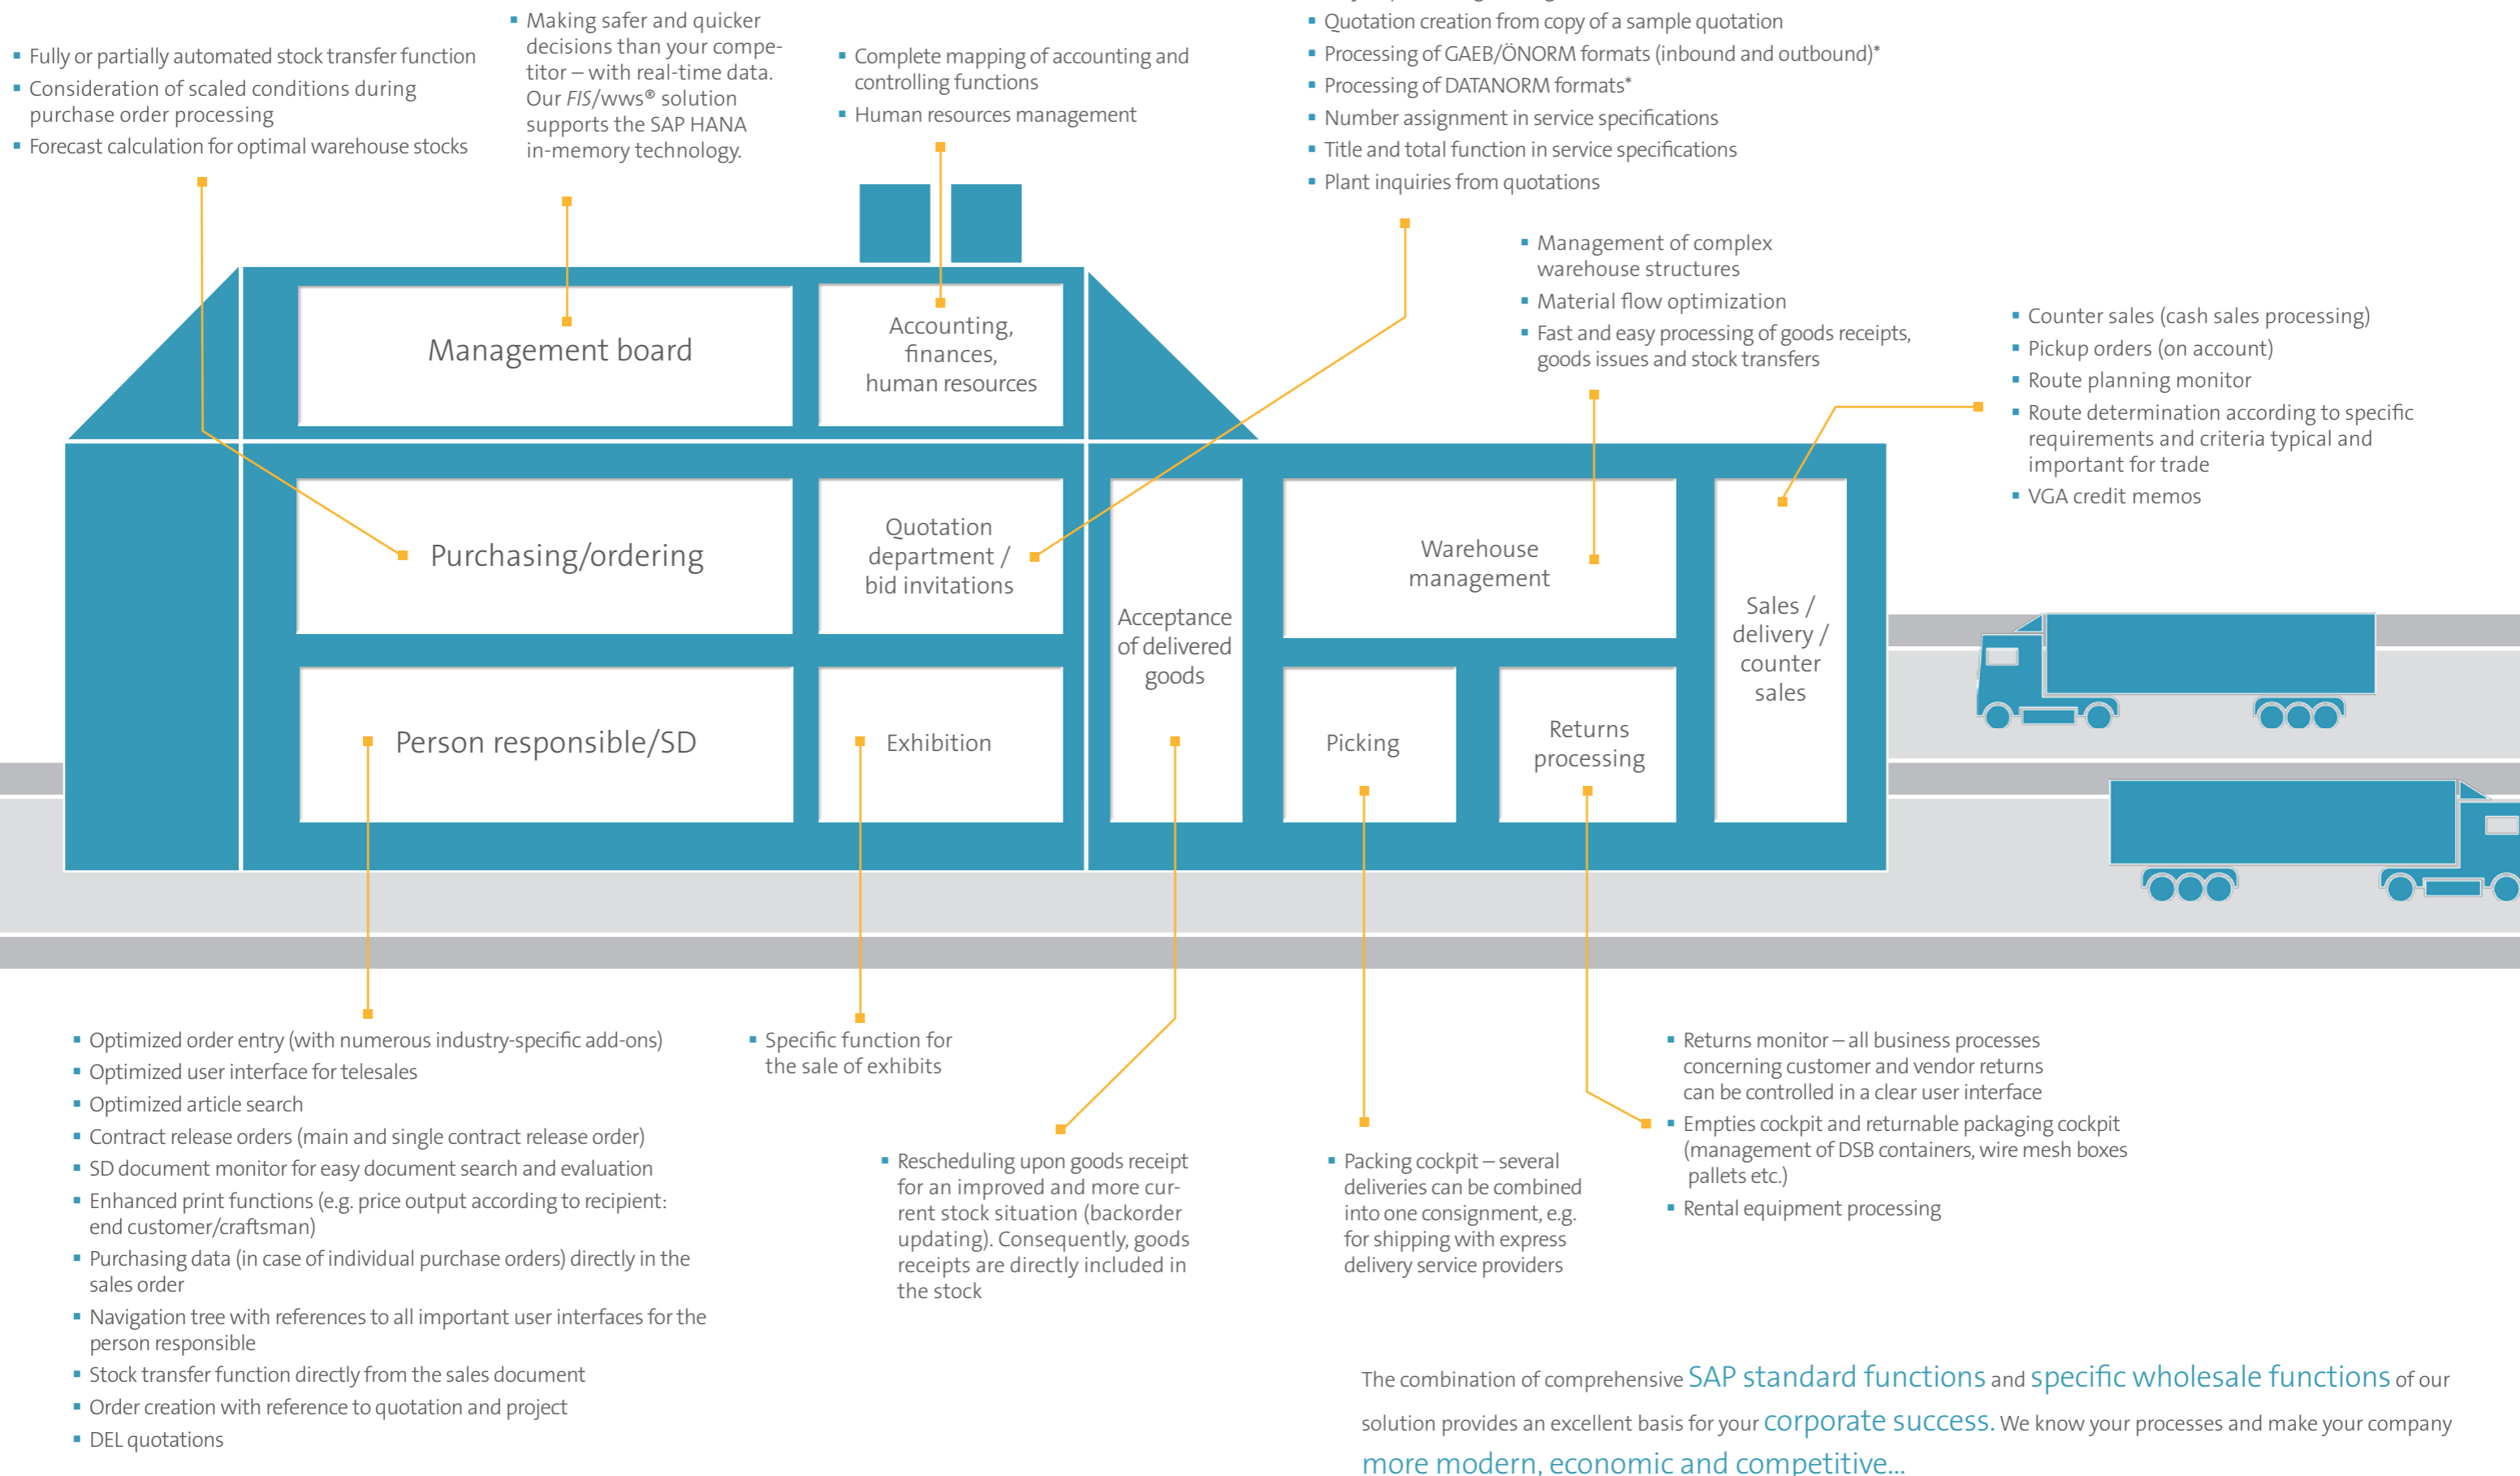 ▪ Making safer and quicker
decisions than your compe-
titor – with real-time data.
Our FIS/wws® solution
supports the SAP HANA
in-memory technology.
▪ Fully or partially automated stock transfer function
▪ Consideration of scaled conditions during
purchase order processing
▪ Forecast calculation for optimal warehouse stocks
▪ Complete mapping of accounting and
controlling functions
▪ Human resources management
▪ Quotation creation from copy of a sample quotation
▪ Processing of GAEB/ÖNORM formats (inbound and outbound)*
▪ Processing of DATANORM formats*
▪ Number assignment in service specifications
▪ Title and total function in service specifications
▪ Plant inquiries from quotations
▪ Management of complex
warehouse structures
▪ Material flow optimization
▪ Fast and easy processing of goods receipts,
goods issues and stock transfers
▪ Counter sales (cash sales processing)
▪ Pickup orders (on account)
▪ Route planning monitor
▪ Route determination according to specific
requirements and criteria typical and
important for trade
▪ VGA credit memos
Management board
Accounting,
finances,
human resources
Purchasing/ordering
Quotation
department /
bid invitations
Acceptance
of delivered
goods
Warehouse
management
Sales /
delivery /
counter
sales
Person responsible/SD
Exhibition
Picking
Returns
processing
▪ Optimized order entry (with numerous industry-specific add-ons)
▪ Optimized user interface for telesales
▪ Optimized article search
▪ Contract release orders (main and single contract release order)
▪ SD document monitor for easy document search and evaluation
▪ Enhanced print functions (e.g. price output according to recipient:
end customer/craftsman)
▪ Purchasing data (in case of individual purchase orders) directly in the
sales order
▪ Navigation tree with references to all important user interfaces for the
person responsible
▪ Stock transfer function directly from the sales document
▪ Order creation with reference to quotation and project
▪ DEL quotations
▪ Specific function for
the sale of exhibits
▪ Rescheduling upon goods receipt
for an improved and more cur-
rent stock situation (backorder
updating). Consequently, goods
receipts are directly included in
the stock
▪ Packing cockpit – several
deliveries can be combined
into one consignment, e.g.
for shipping with express
delivery service providers
▪ Returns monitor – all business processes
concerning customer and vendor returns
can be controlled in a clear user interface
▪ Empties cockpit and returnable packaging cockpit
(management of DSB containers, wire mesh boxes
pallets etc.)
▪ Rental equipment processing
The combination of comprehensive SAP standard functions and specific wholesale functions of our
solution provides an excellent basis for your corporate success. We know your processes and make your company
more modern, economic and competitive...